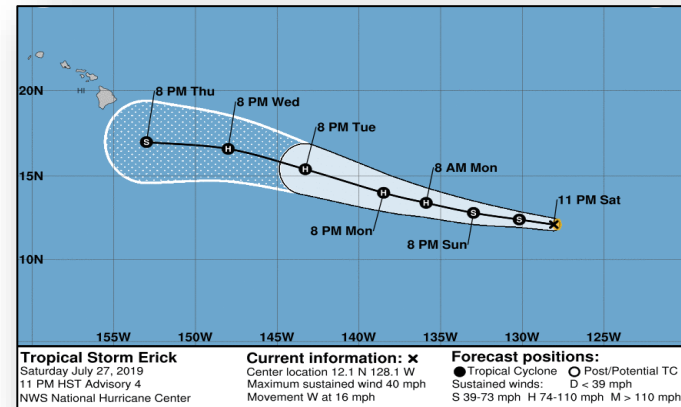 20N
HI
8 PM Thu
8 PM Wed
8 PM Tue
8 AM Mon
11 PM Sat
15N
8 PM Mon
8 PM Sun
S
H
H
H
H
S
S
10N
155W 150W 145W 140W 135W 130W 125W
Tropical Storm Erick
Saturday July 27, 2019
11 PM HST Advisory 4
NWS National Hurricane Center
Current information: ×
Center location 12.1 N 128.1 W
Maximum sustained wind 40 mph
Movement W at 16 mph
Forecast positions:
● Tropical Cyclone ○ Post/Potential TC
Sustained winds: D < 39 mph
S 39-73 mph H 74-110 mph M > 110 mph